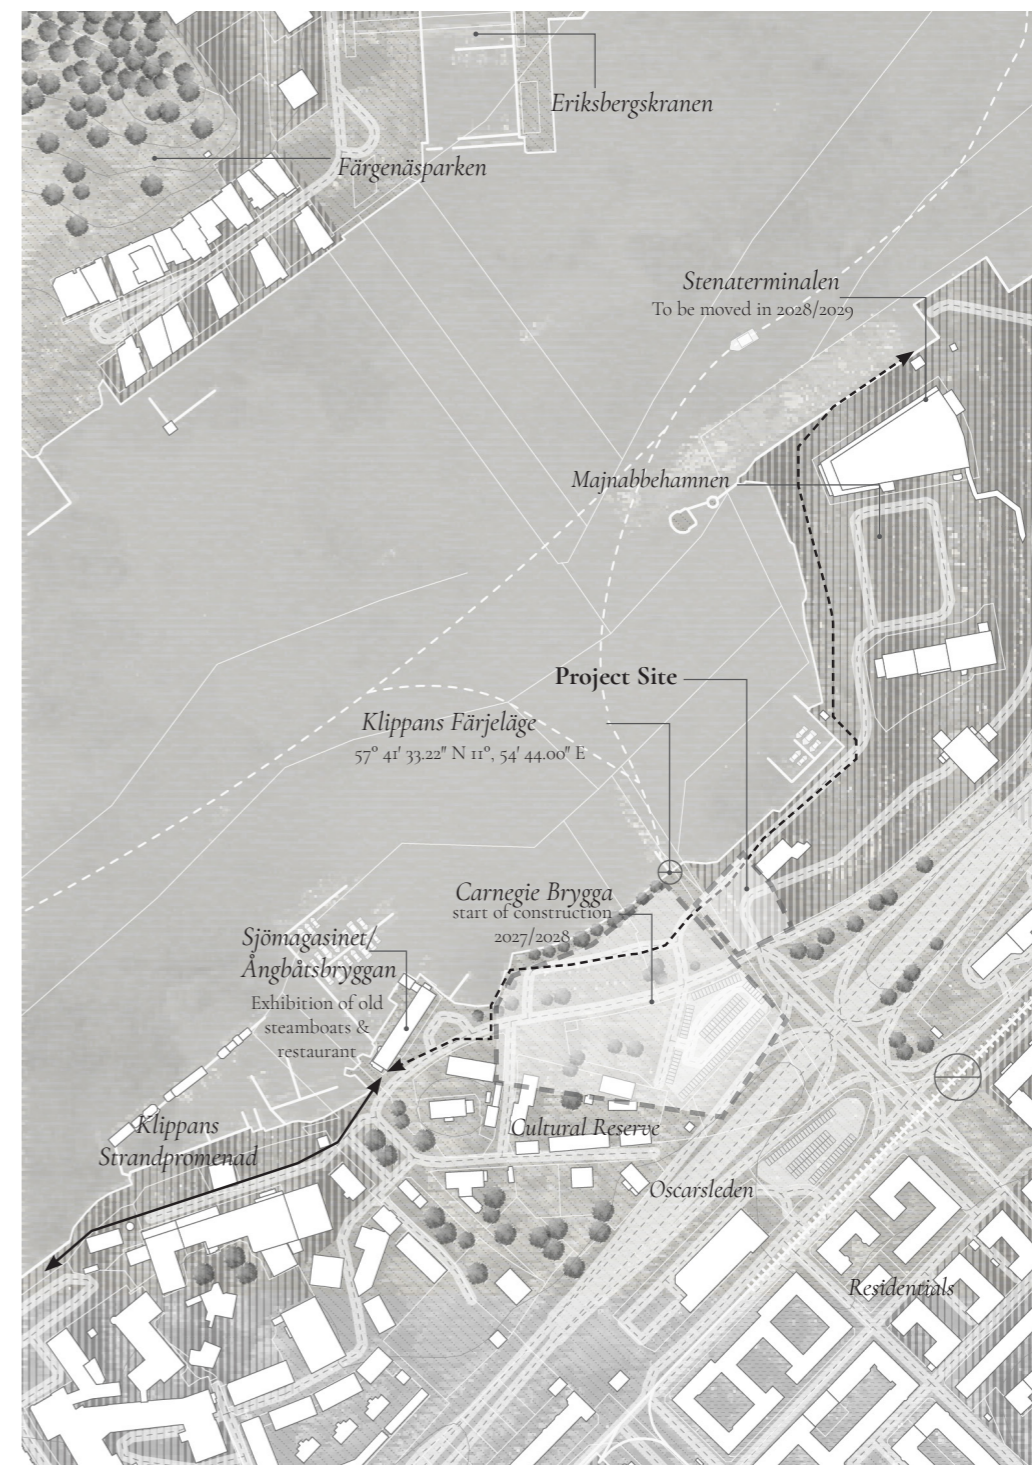 Eriksbergskranen
Färgenäsparken
Stenaterminalen
To be moved in 2028/2029
Majnabbehamnen
Project Site
Klippans Färjeläge
57° 41' 33.22" N 11°, 54' 44.00" E
Carnegie Brygga
start of construction
2027/2028
Sjömagasinet/
Ångbåtsbryggan
Exhibition of old
steamboats &
restaurant
Klippans
Strandpromenad
Cultural Reserve
Oscarsleden
Residentials